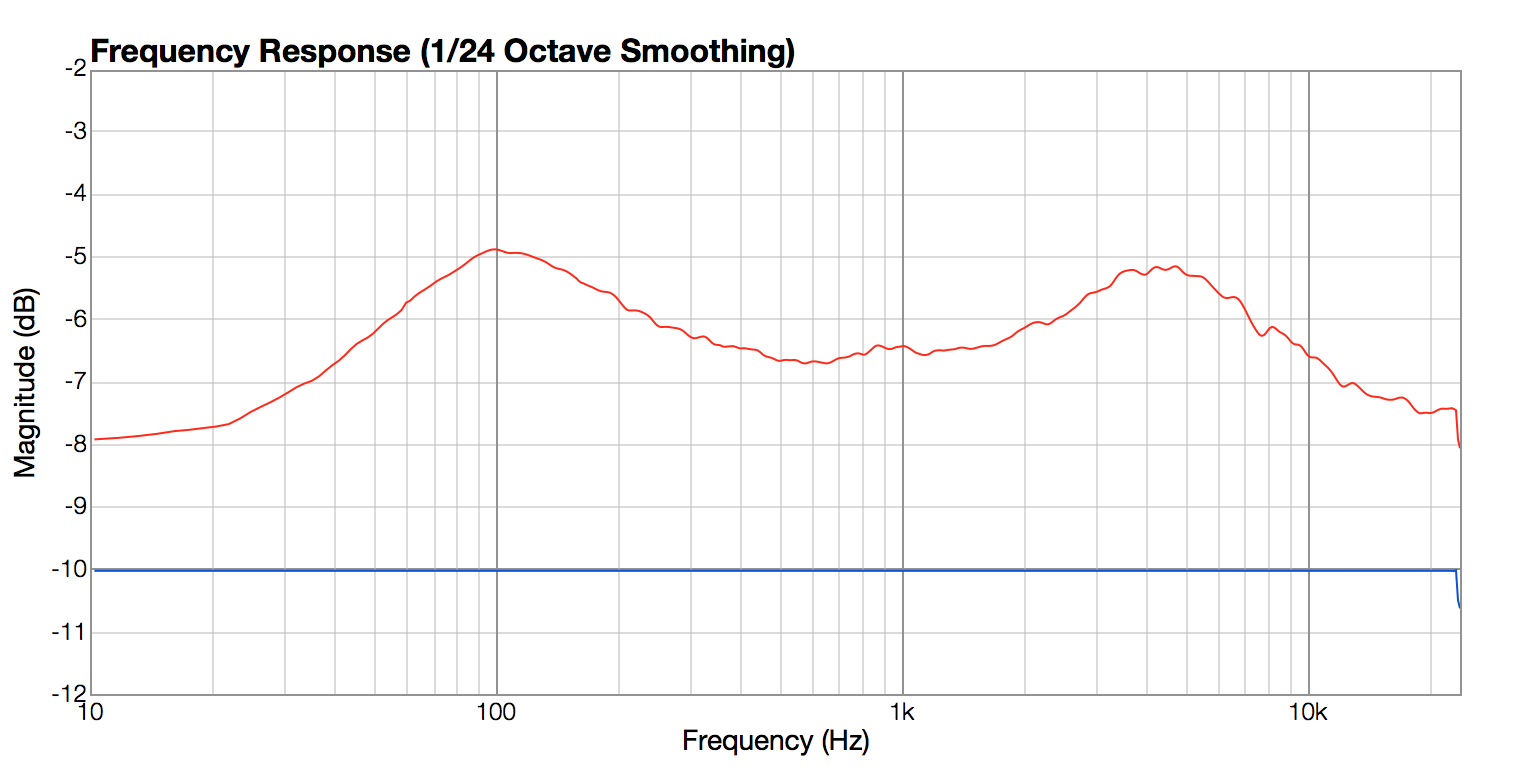 Frequency Response (1/24 Octave Smoothing)
-2
-3
-4
-5
-6
-7
-8
-9
-10
-11
-12
Magnitude (dB)
10 100 1k 10k
Frequency (Hz)